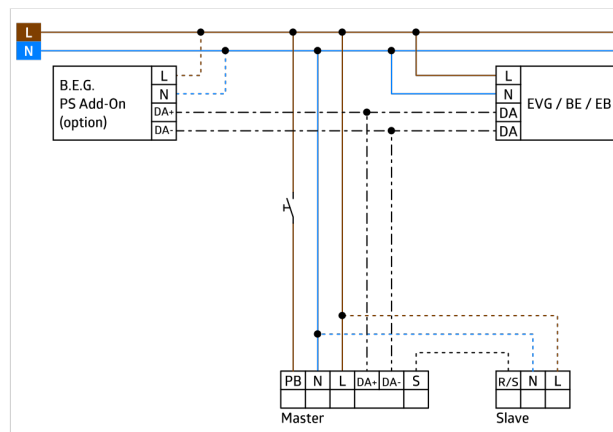 L
N
B.E.G.
PS Add-On
(option)
L
N
DA+
DA-
L
N
DA
DA
EVG / BE / EB
PB N L DA+ DA- S
Master
R/S N L
Slave